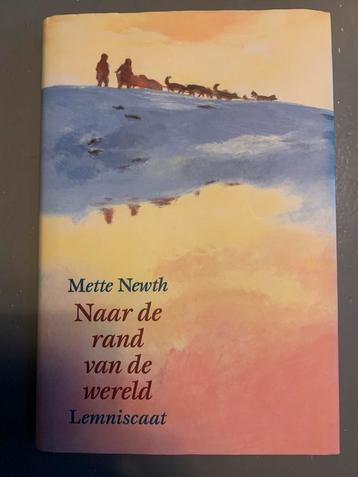 Mette Newth
Naar de
rand
van de
wereld
Lemniscaat